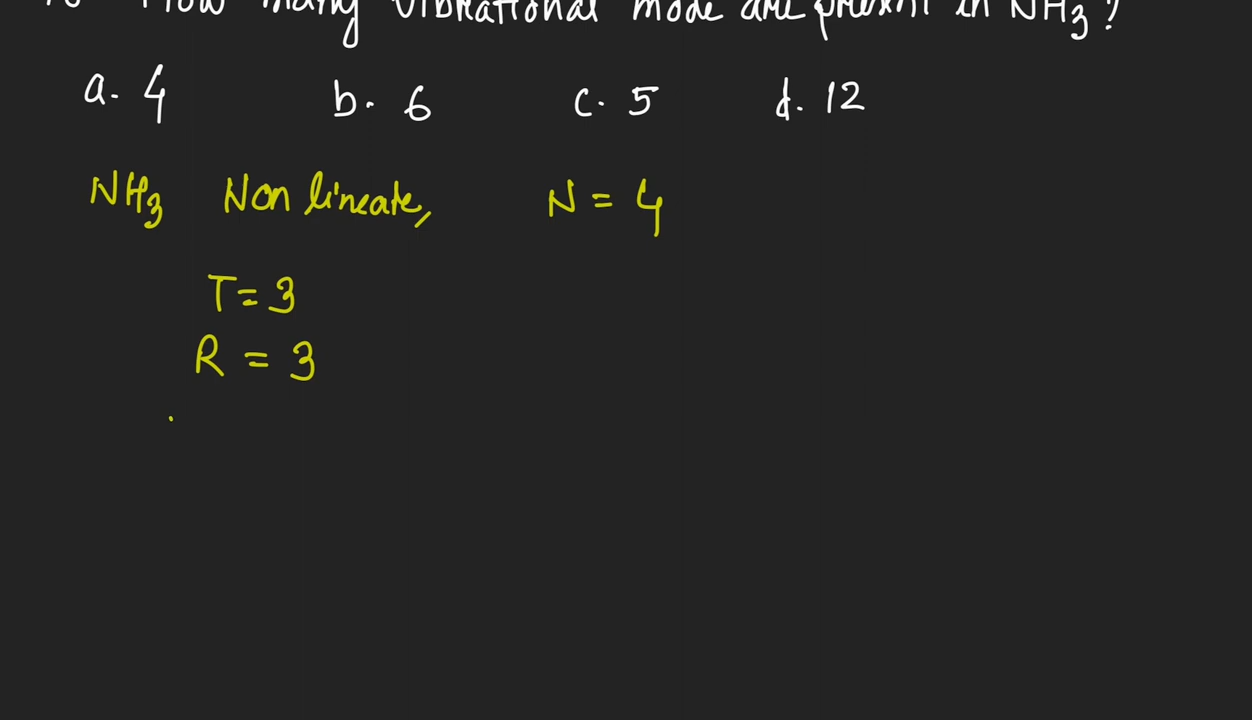 How many vibrational mode are present in NH3?
a. 4 b. 6 c. 5 d. 12
NH3 Non lineate, N = 4
T = 3
R = 3